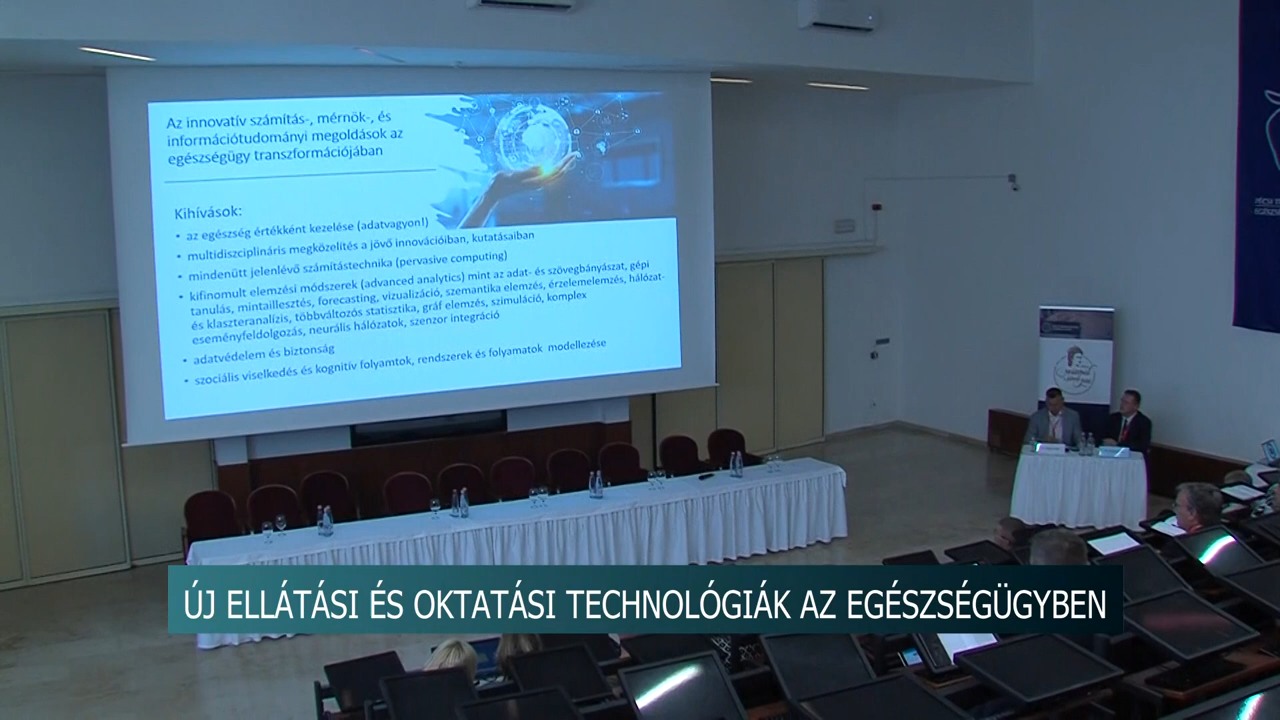 Az innovatív számítás-, mérnök-, és
információtudományi megoldások az
egészségügy transzformációjában
Kihívások:
• az egészség értékként kezelése (adatvagyon!)
• multidiszciplináris megközelítés a jövő innovációiban, kutatásaiban
• mindenütt jelenlévő számítástechnika (pervasive computing)
• kifinomult elemzési módszerek (advanced analytics) mint az adat- és szövegbányászat, gépi
tanulás, mintaillesztés, forecasting, vizualizáció, szemantika elemzés, érzelemelemzés, hálózat-
és klaszteranalízis, többváltozós statisztika, gráf elemzés, szimuláció, komplex
eseményfeldolgozás, neurális hálózatok, szenzor integráció
• adatvédelem és biztonság
• szociális viselkedés és kognitív folyamtok, rendszerek és folyamatok modellezése
ÚJ ELLÁTÁSI ÉS OKTATÁSI TECHNOLÓGIÁK AZ EGÉSZSÉGÜGYBEN